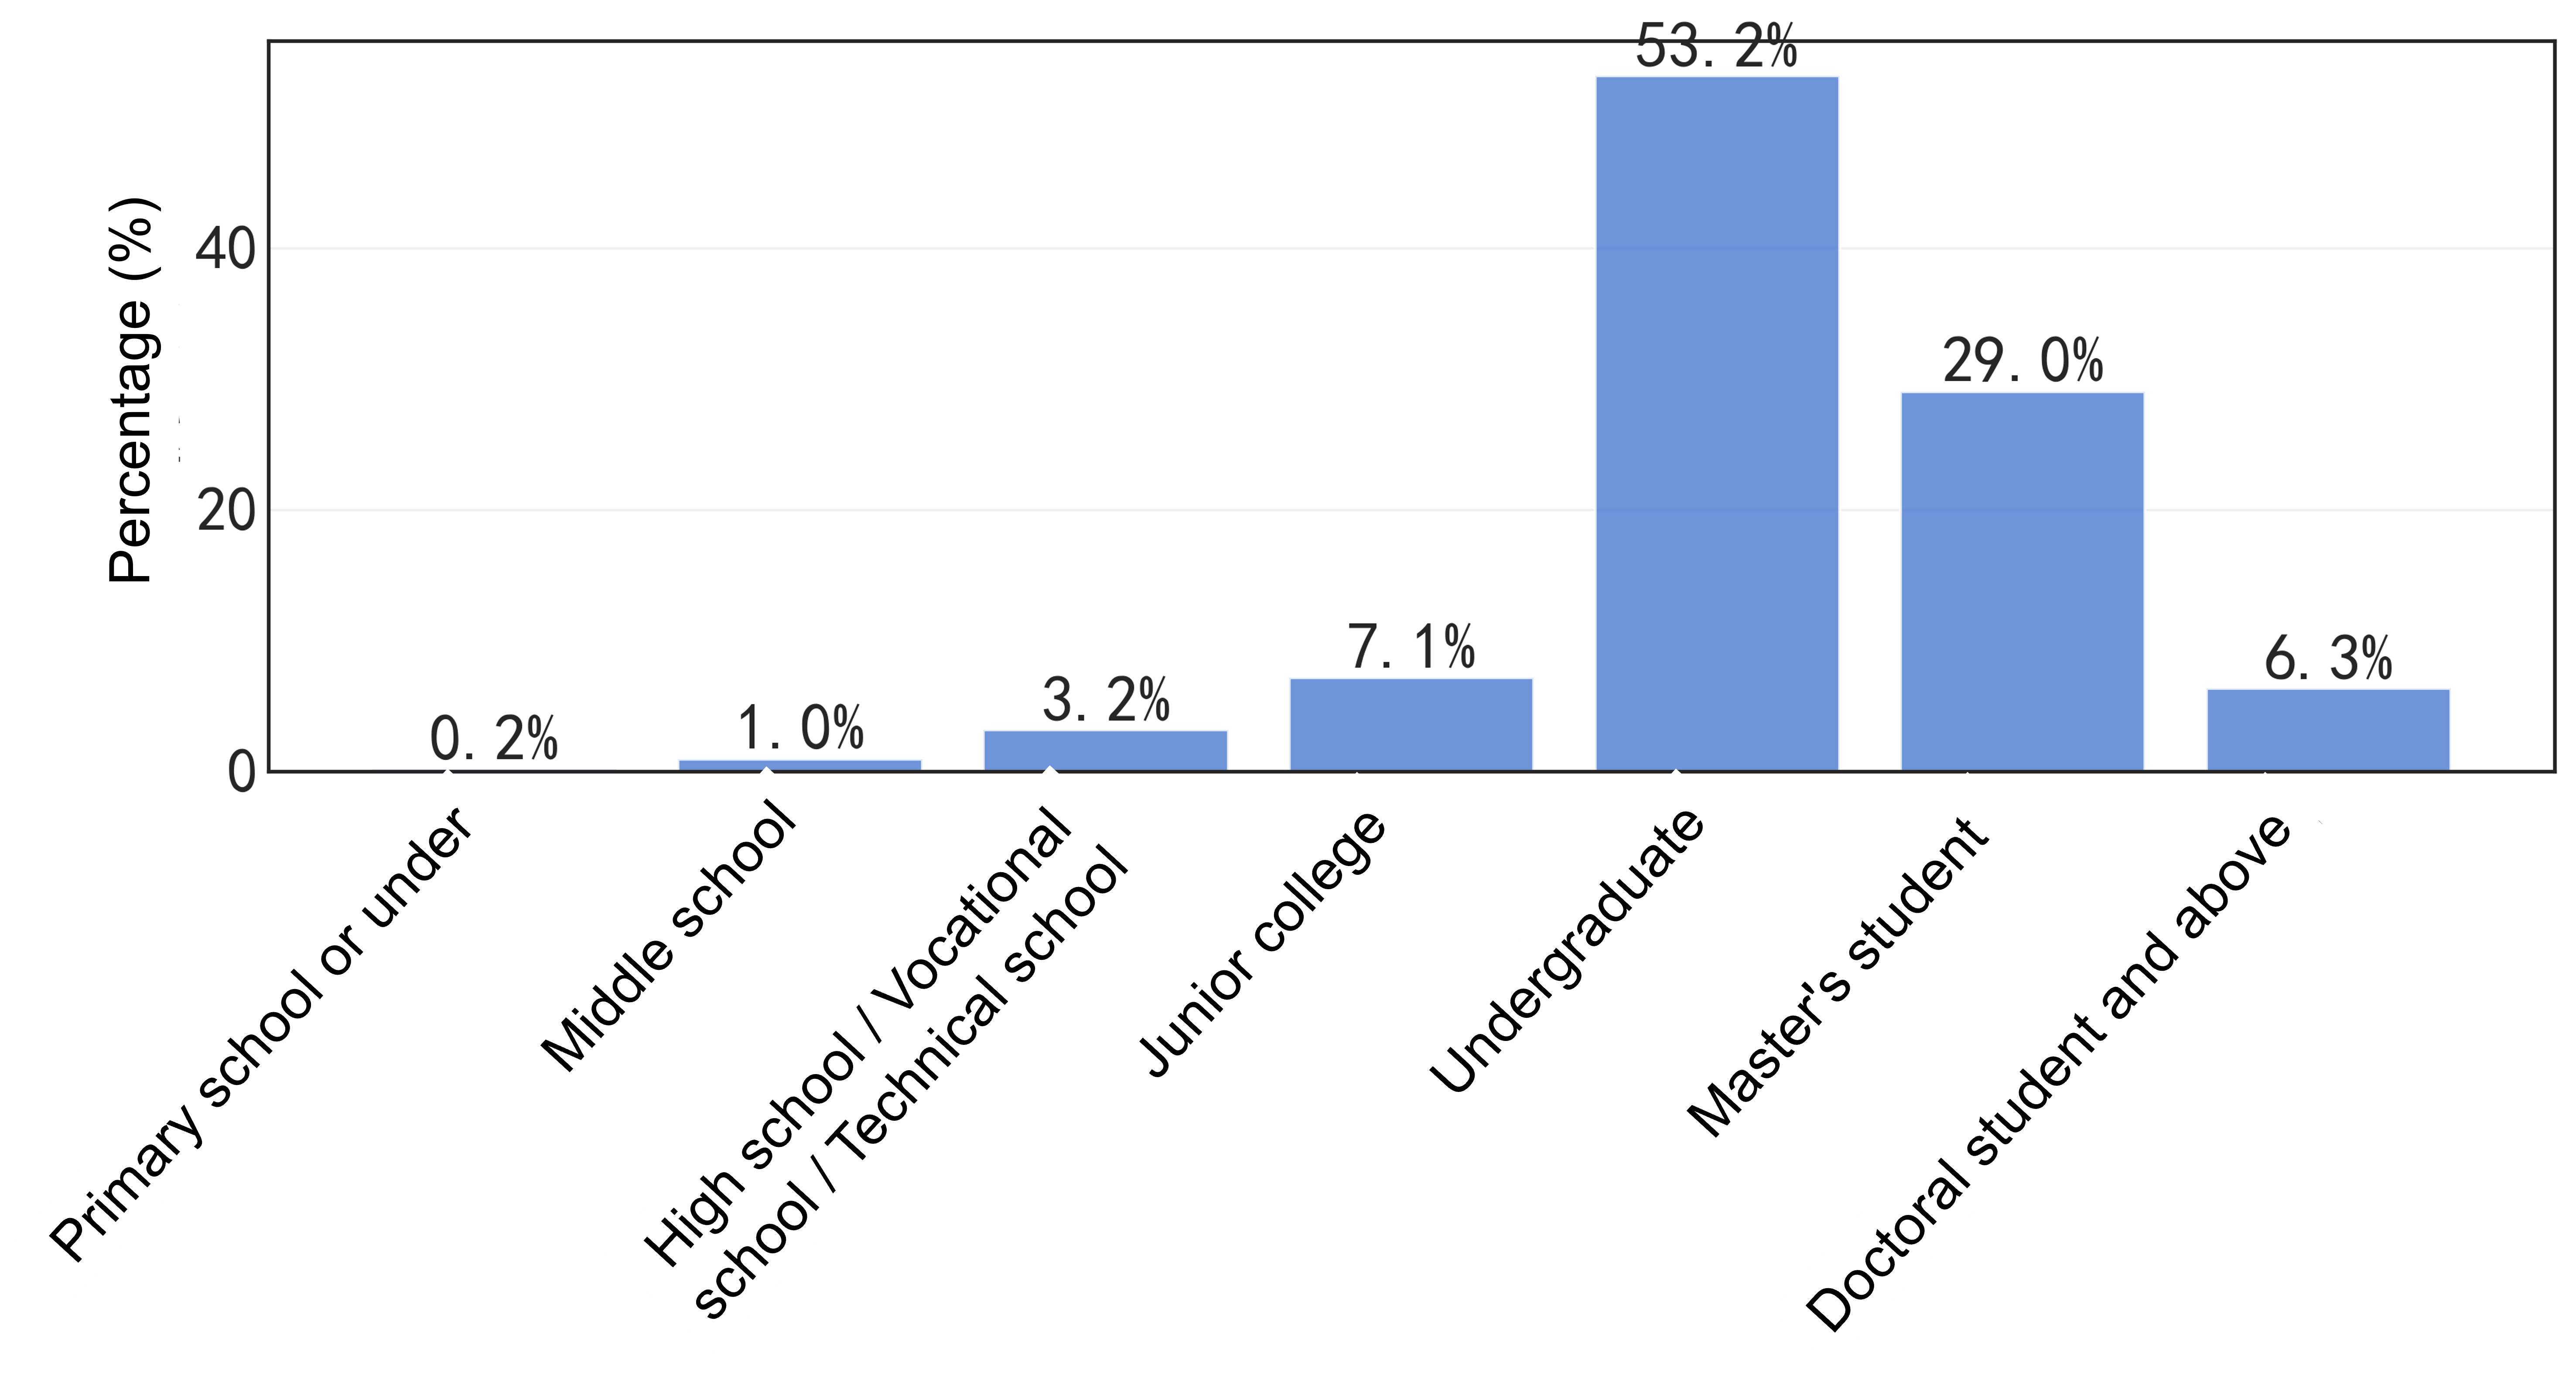 Percentage (%)
40
20
0
0.2%
1.0%
3.2%
7.1%
53.2%
29.0%
6.3%
Primary school or under
Middle school
High school / Vocational
school / Technical school
Junior college
Undergraduate
Master's student
Doctoral student and above